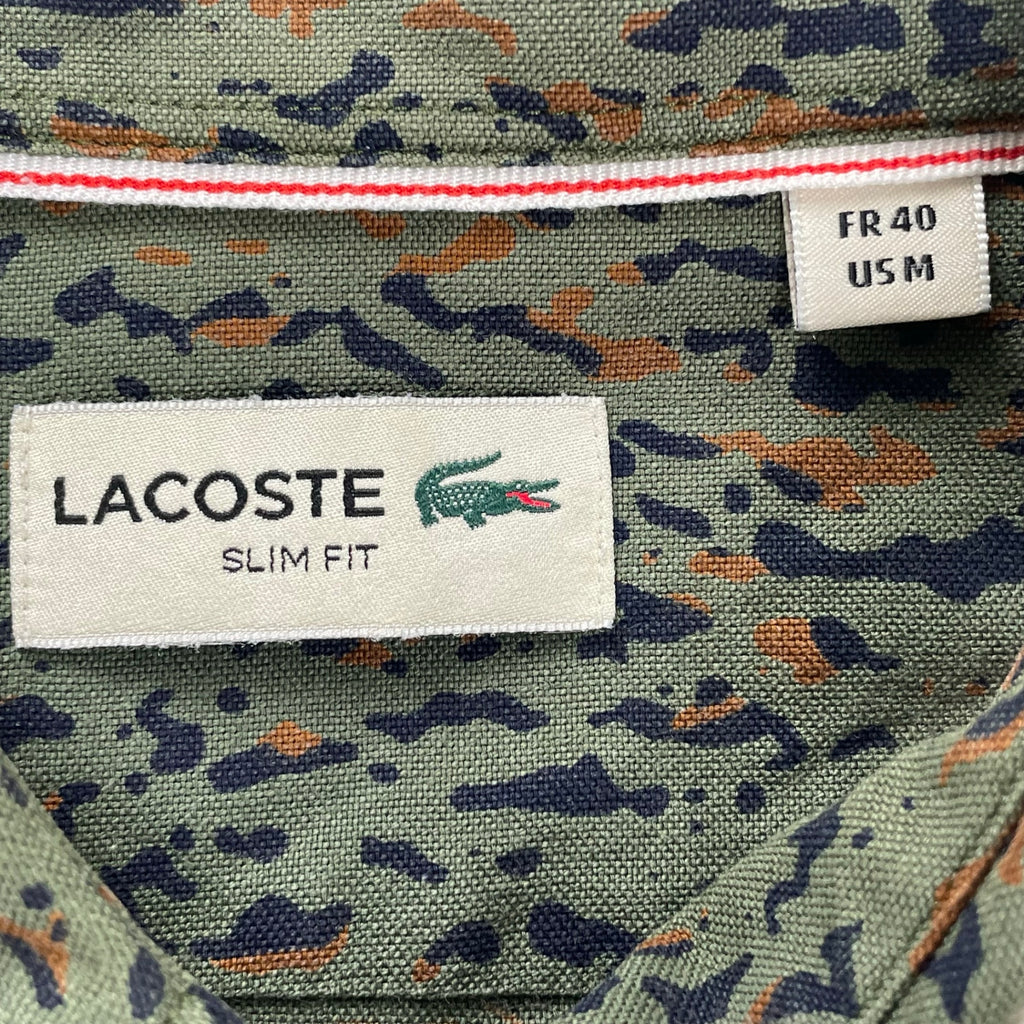 FR 40
US M
LACOSTE
SLIM FIT